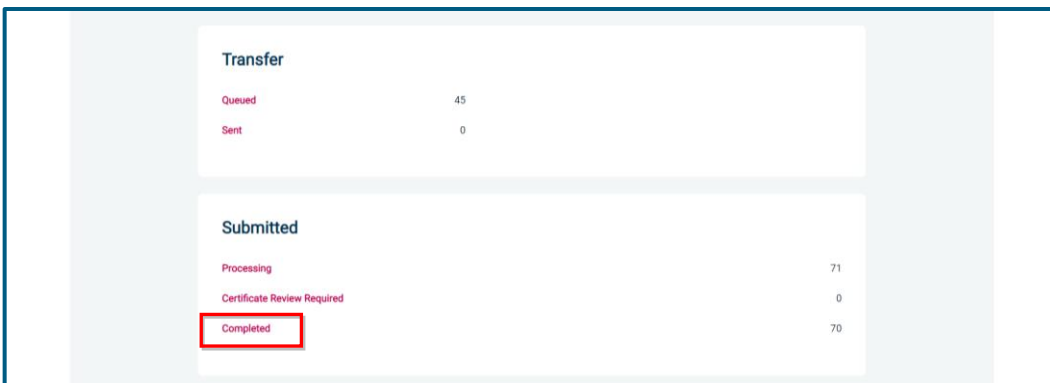 Transfer
Queued 45
Sent 0
Submitted
Processing 71
Certificate Review Required 0
Completed 70